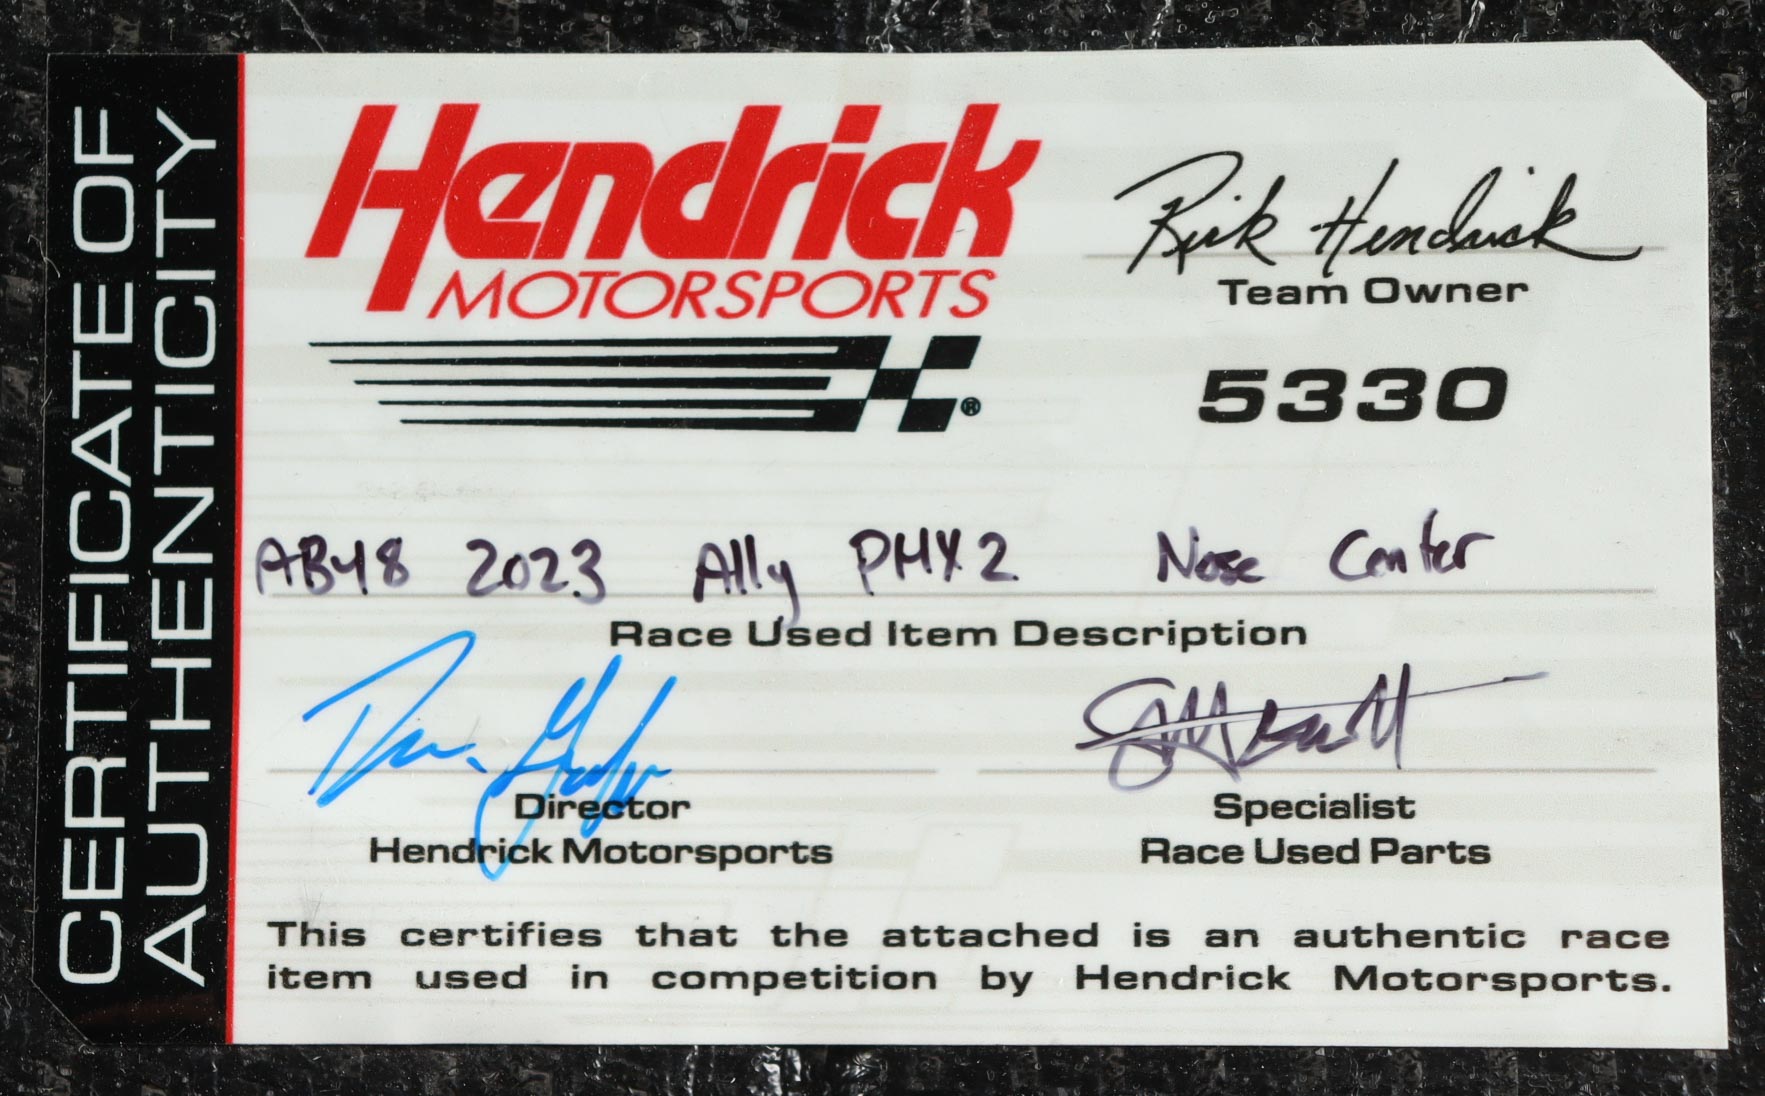 CERTIFICATE OF
AUTHENTICITY
Hendrick
MOTORSPORTS
®
Rick Hendrick
Team Owner
5330
AB48 2023 Ally PHX2 Nose Center
Race Used Item Description
Director
Hendrick Motorsports
Specialist
Race Used Parts
This certifies that the attached is an authentic race
item used in competition by Hendrick Motorsports.